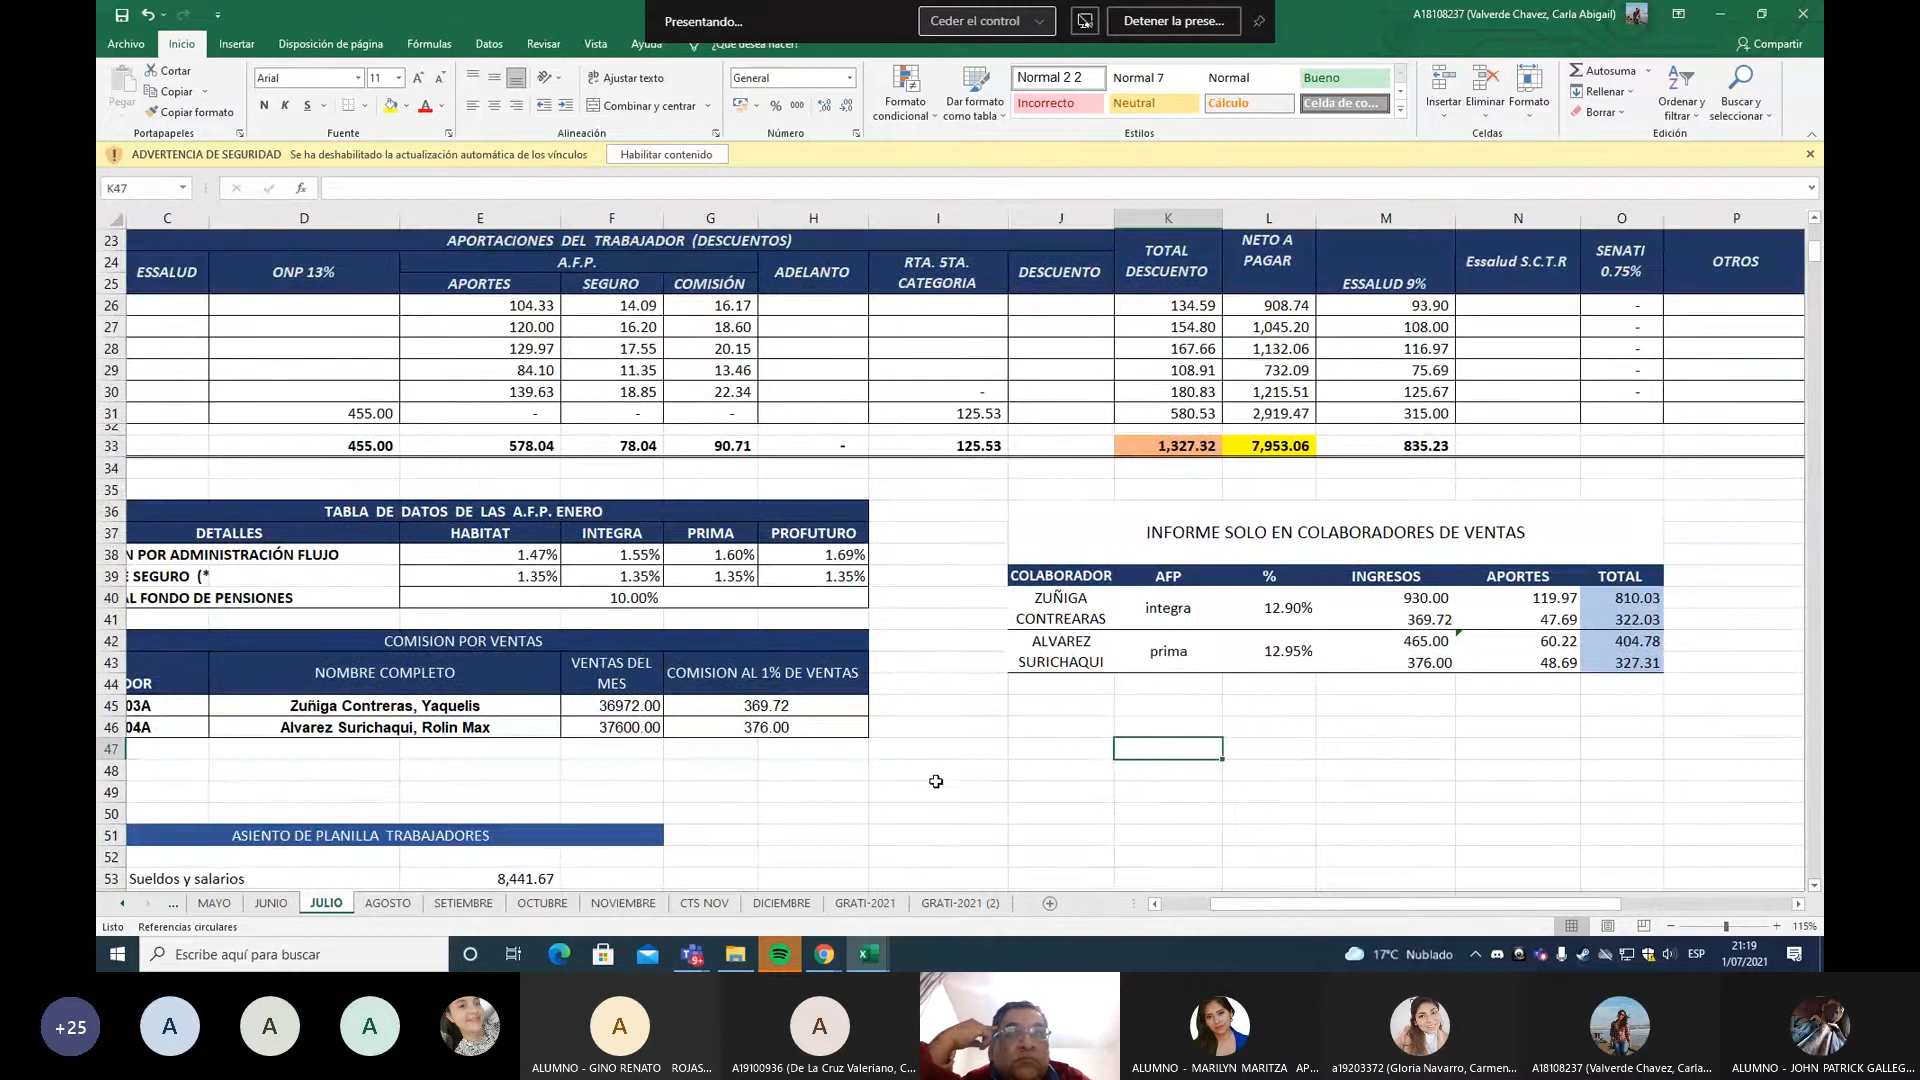 Presentando...
Ceder el control
Detener la prese...
A18108237 (Valverde Chavez, Carla Abigail)
Archivo Inicio Insertar Disposición de página Fórmulas Datos Revisar Vista Ayuda ¿Qué desea hacer? Compartir
Pegar
Cortar
Copiar
Copiar formato
Portapapeles
Arial 11
N K S
Fuente
Ajustar texto
Combinar y centrar
Alineación
General
% 000
Número
Formato condicional
Dar formato como tabla
Normal 2 2 Normal 7 Normal Bueno
Incorrecto Neutral Cálculo Celda de co...
Estilos
Insertar Eliminar Formato
Celdas
Autosuma
Rellenar
Borrar
Ordenar y filtrar
Buscar y seleccionar
Edición
ADVERTENCIA DE SEGURIDAD Se ha deshabilitado la actualización automática de los vínculos Habilitar contenido
K47 fx
C D E F G H I J K L M N O P
23 APORTACIONES DEL TRABAJADOR (DESCUENTOS)
24 ESSALUD ONP 13% A.F.P. ADELANTO RTA. 5TA. CATEGORIA DESCUENTO TOTAL DESCUENTO NETO A PAGAR ESSALUD 9% Essalud S.C.T.R SENATI 0.75% OTROS
25 APORTES SEGURO COMISIÓN
26 104.33 14.09 16.17 134.59 908.74 93.90 -
27 120.00 16.20 18.60 154.80 1,045.20 108.00 -
28 129.97 17.55 20.15 167.66 1,132.06 116.97 -
29 84.10 11.35 13.46 108.91 732.09 75.69 -
30 139.63 18.85 22.34 - 180.83 1,215.51 125.67 -
31 455.00 - - - 125.53 580.53 2,919.47 315.00
32
33 455.00 578.04 78.04 90.71 - 125.53 1,327.32 7,953.06 835.23
34
35
36 TABLA DE DATOS DE LAS A.F.P. ENERO
37 DETALLES HABITAT INTEGRA PRIMA PROFUTURO INFORME SOLO EN COLABORADORES DE VENTAS
38 N POR ADMINISTRACIÓN FLUJO 1.47% 1.55% 1.60% 1.69%
39 E SEGURO (* 1.35% 1.35% 1.35% 1.35% COLABORADOR AFP % INGRESOS APORTES TOTAL
40 AL FONDO DE PENSIONES 10.00% ZUÑIGA integra 12.90% 930.00 119.97 810.03
41 CONTREARAS 369.72 47.69 322.03
42 COMISION POR VENTAS ALVAREZ prima 12.95% 465.00 60.22 404.78
43 NOMBRE COMPLETO VENTAS DEL MES COMISION AL 1% DE VENTAS SURICHAQUI 376.00 48.69 327.31
44 DOR
45 03A Zuñiga Contreras, Yaquelis 36972.00 369.72
46 04A Alvarez Surichaqui, Rolin Max 37600.00 376.00
47
48
49
50
51 ASIENTO DE PLANILLA TRABAJADORES
52
53 Sueldos y salarios 8,441.67
... MAYO JUNIO JULIO AGOSTO SETIEMBRE OCTUBRE NOVIEMBRE CTS NOV DICIEMBRE GRATI-2021 GRATI-2021 (2)
Listo Referencias circulares 115%
Escribe aquí para buscar
9+
17°C Nublado ESP
21:19
1/07/2021
+25 A A A A A
ALUMNO - GINO RENATO ROJAS...
A19100936 (De La Cruz Valeriano, C...
ALUMNO - MARILYN MARITZA AP...
a19203372 (Gloria Navarro, Carmen...
A18108237 (Valverde Chavez, Carla...
ALUMNO - JOHN PATRICK GALLEG...